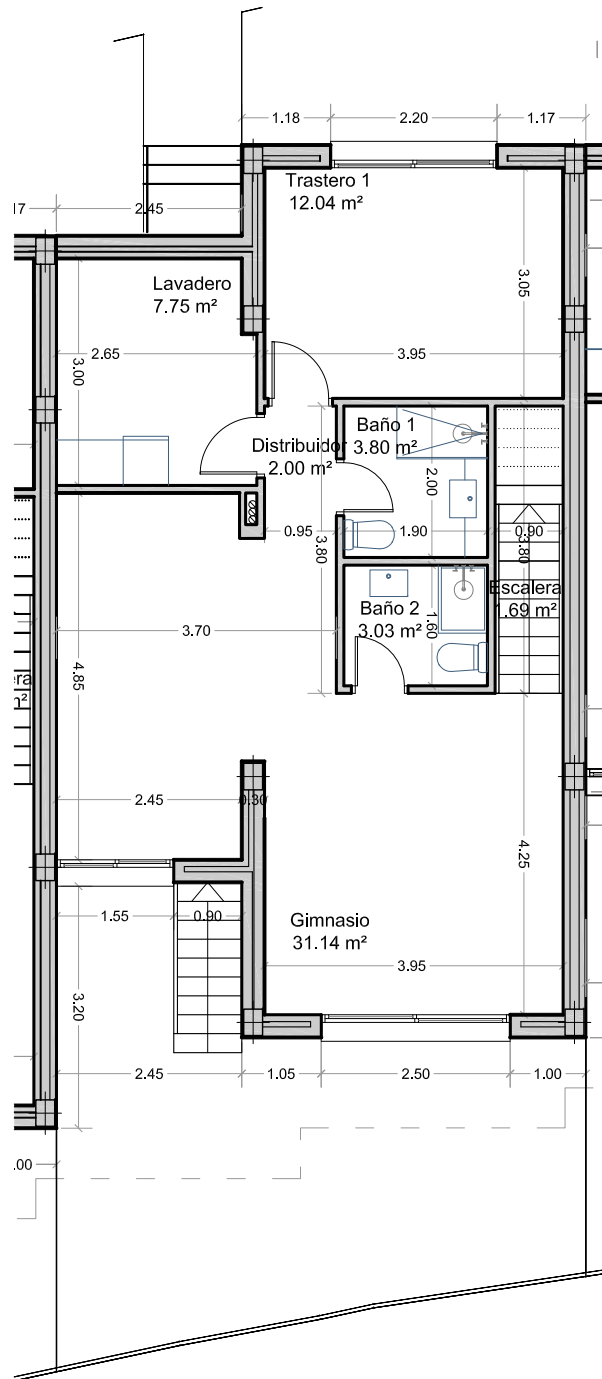 1.18
2.20
1.17
Trastero 1
12.04 m²
17
2.45
Lavadero
7.75 m²
3.05
2.65
3.00
3.95
Baño 1
3.80 m²
Distribuidor
2.00 m²
2.00
0.95
3.80
1.90
0.90
3.80
Escalera
1.69 m²
Baño 2
3.03 m²
1.60
3.70
era
m²
4.85
2.45
0.30
4.25
1.55
0.90
Gimnasio
31.14 m²
3.95
3.20
2.45
1.05
2.50
1.00
.00